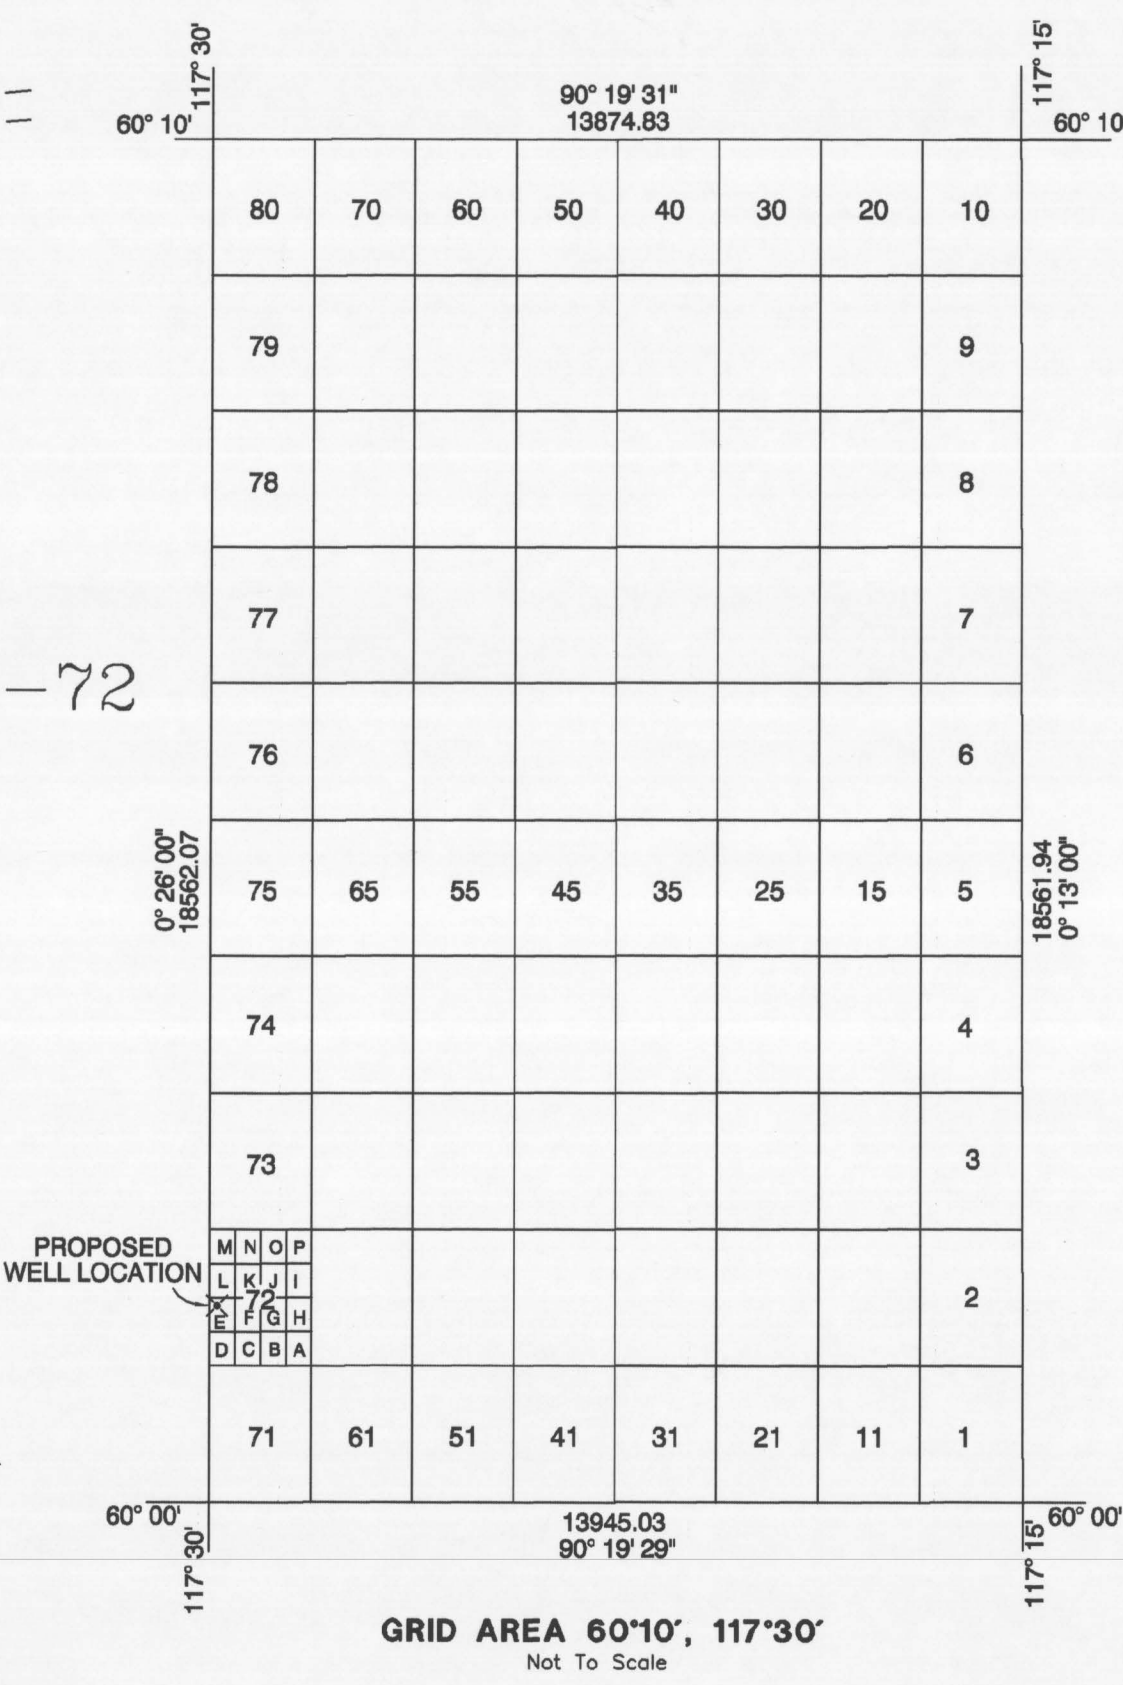 117° 30'
117° 15'
90° 19' 31"
13874.83
60° 10'
60° 10
80 70 60 50 40 30 20 10
79 9
78 8
77 7
-72
76 6
0° 26' 00"
18562.07
75 65 55 45 35 25 15 5
18561.94
0° 13' 00"
74 4
73 3
PROPOSED
WELL LOCATION
M N O P
L K J I
72 2
E F G H
D C B A
71 61 51 41 31 21 11 1
60° 00'
60° 00'
13945.03
90° 19' 29"
117° 30'
117° 15'
GRID AREA 60°10', 117°30'
Not To Scale